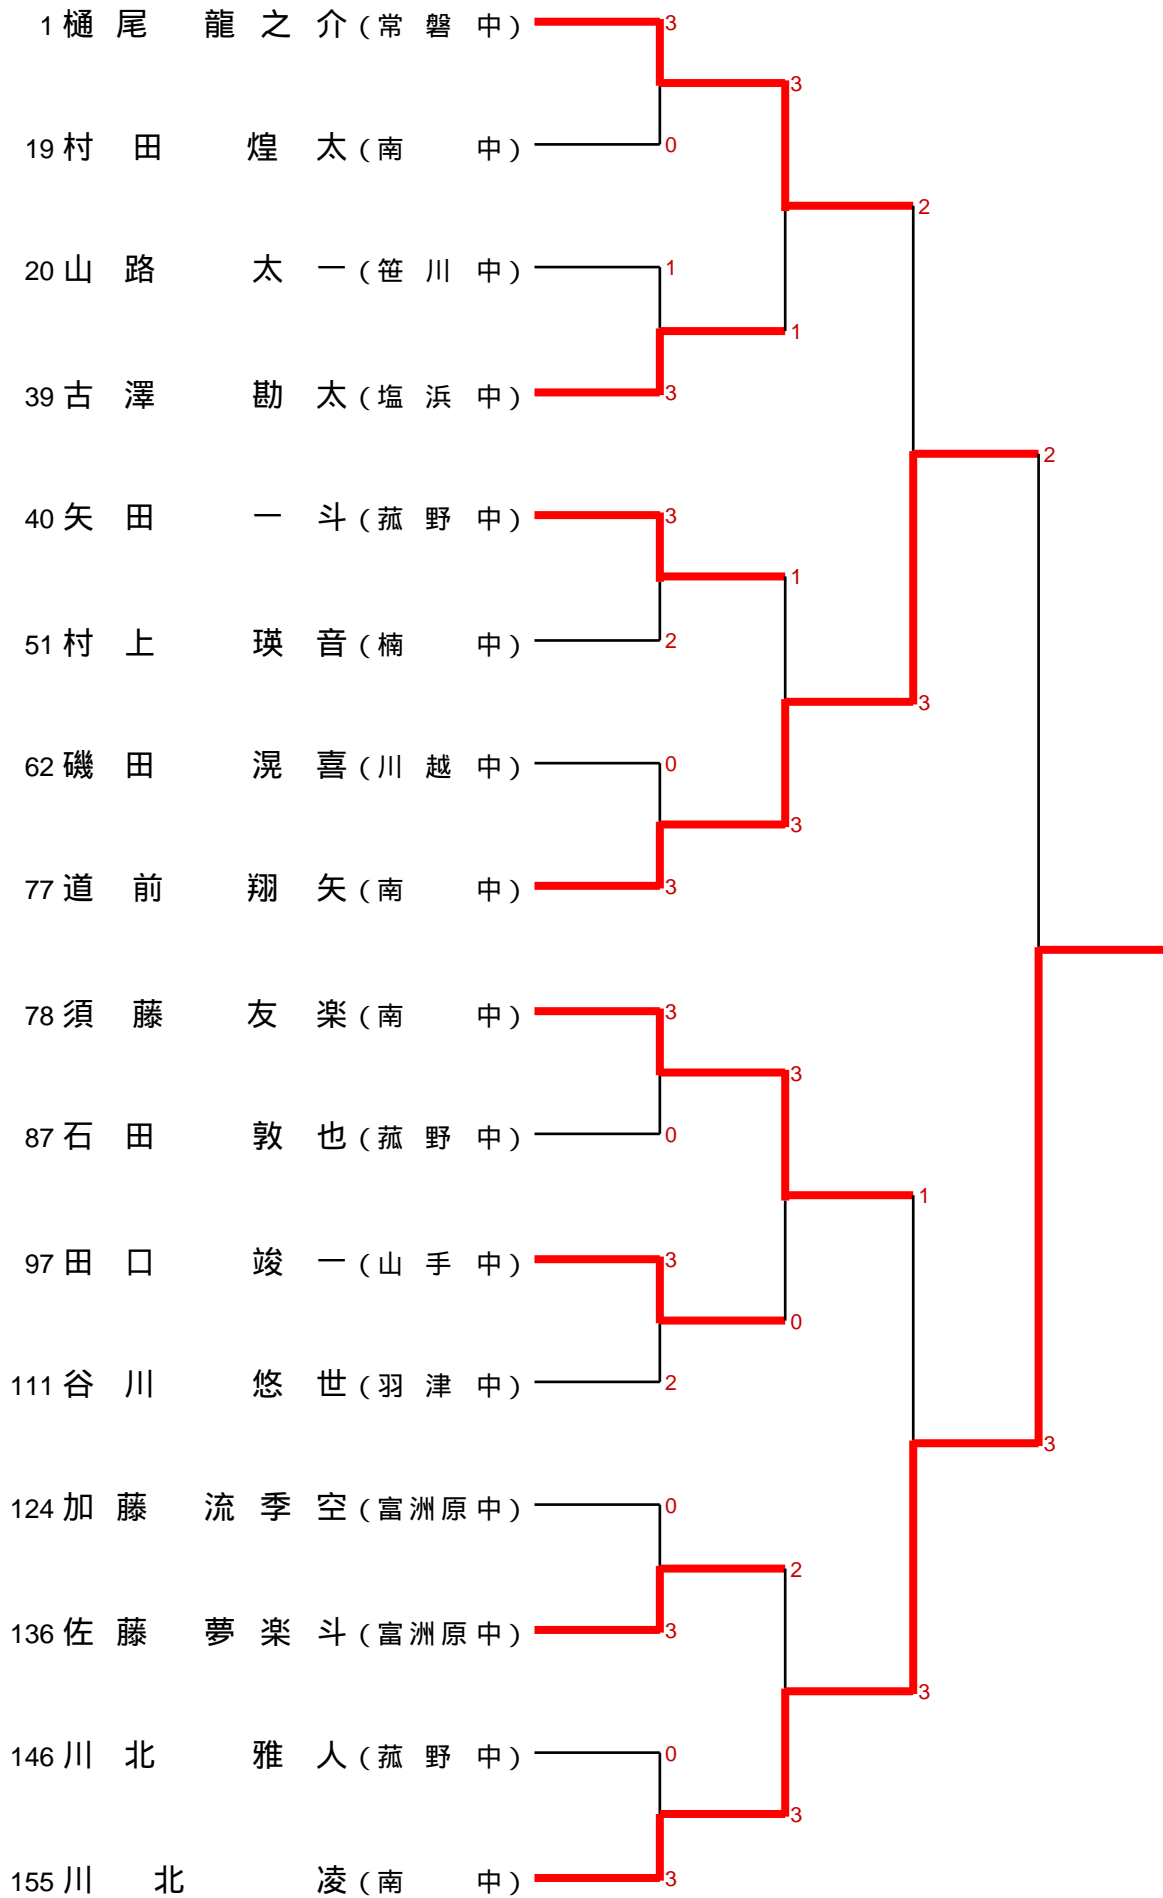 1 樋尾 龍之介 (常磐中) 3
3
19 村田 煌太 (南中) 0
2
20 山路 太一 (笹川中) 1
1
39 古澤 勘太 (塩浜中) 3
2
40 矢田 一斗 (菰野中) 3
1
51 村上 瑛音 (楠中) 2
3
62 磯田 滉喜 (川越中) 0
3
77 道前 翔矢 (南中) 3
78 須藤 友楽 (南中) 3
3
87 石田 敦也 (菰野中) 0
1
97 田口 竣一 (山手中) 3
0
111 谷川 悠世 (羽津中) 2
3
124 加藤 流季空 (富洲原中) 0
2
136 佐藤 夢楽斗 (富洲原中) 3
3
146 川北 雅人 (菰野中) 0
3
155 川北 凌 (南中) 3